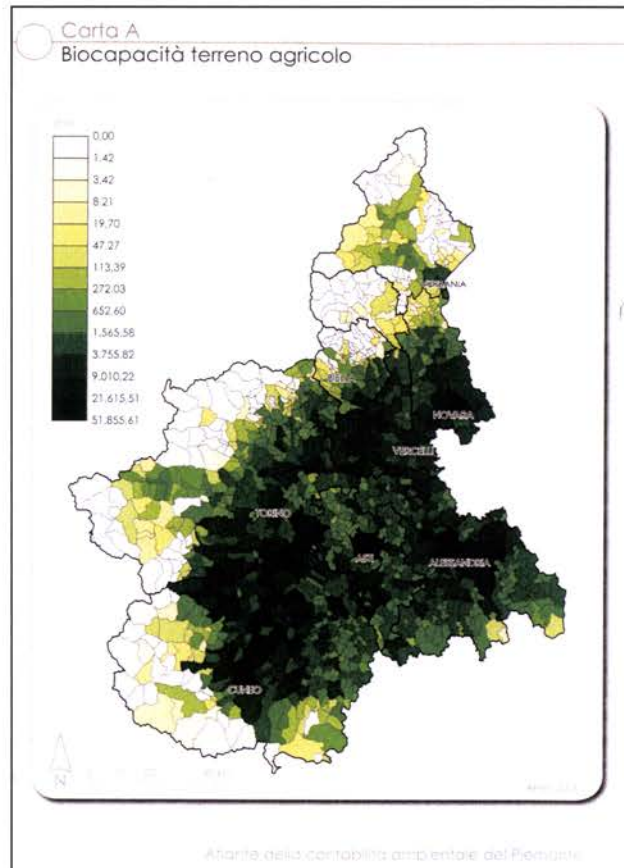 Carta A
Biocapacità terreno agricolo
0,00
1.42
3.42
8.21
19,70
47.27
113,39
272.03
652.60
1.565.58
3.755.82
9.010.22
21.615.51
51.855.61
BIELLA
NOVARA
VERCELLI
TORINO
ASTI
ALESSANDRIA
CUNEO
N
Atlante della contabilità ambientale del Piemonte